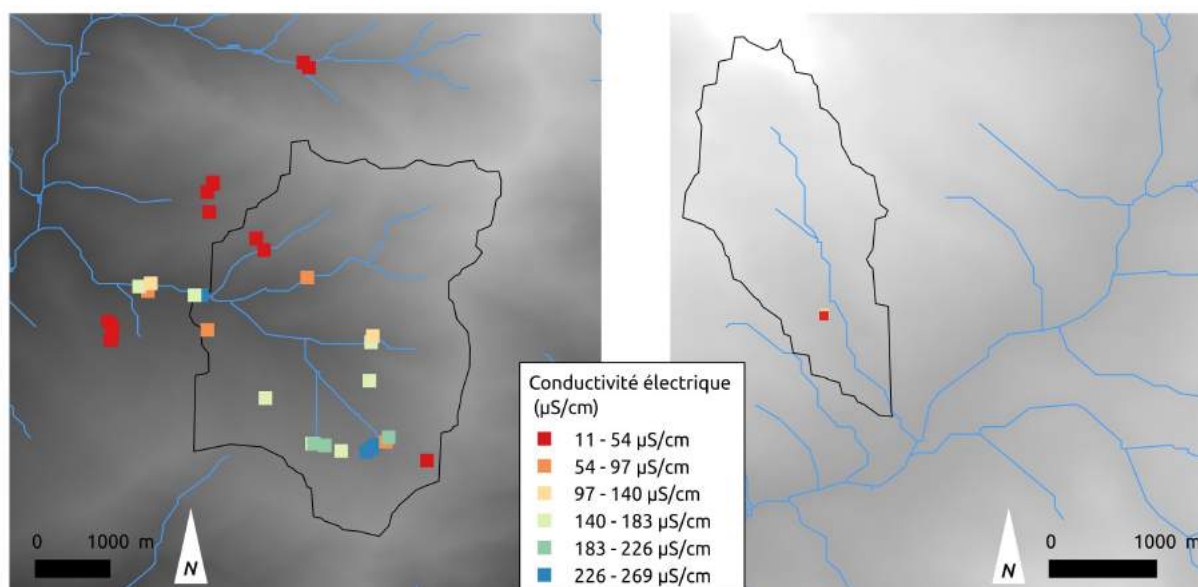 Conductivité électrique
(µS/cm)
11 - 54 µS/cm
54 - 97 µS/cm
97 - 140 µS/cm
140 - 183 µS/cm
183 - 226 µS/cm
226 - 269 µS/cm
0 1000 m
N
0 1000 m
N